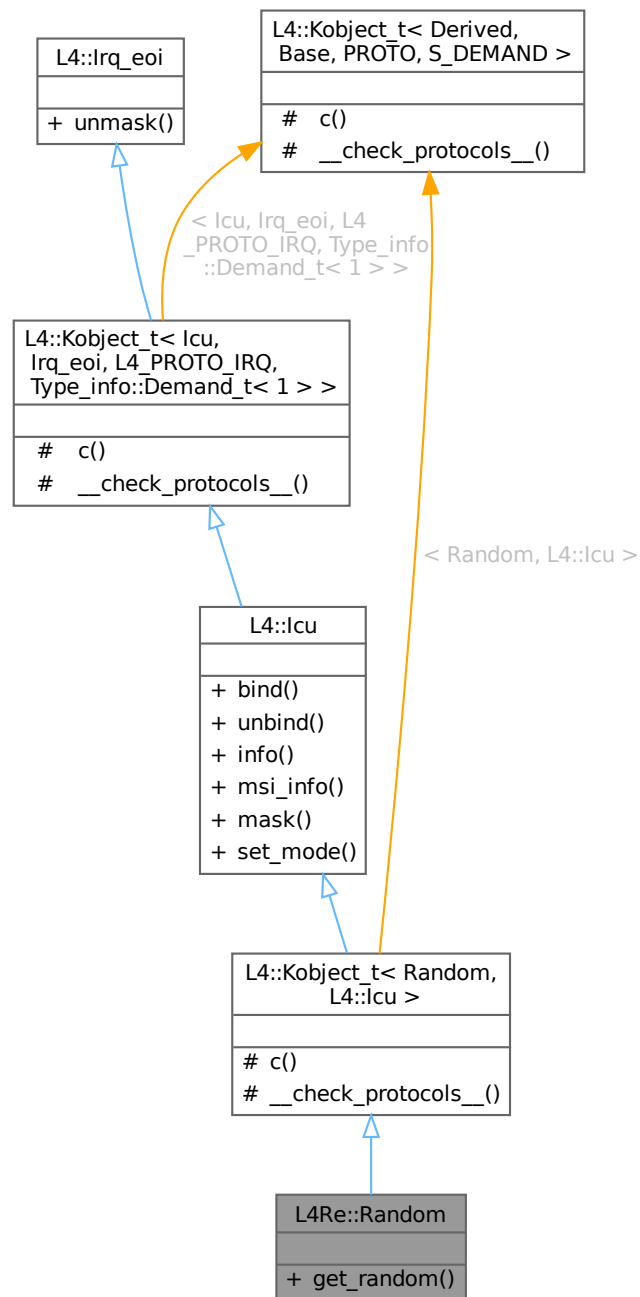 L4::Irq_eoi
+ unmask()
L4::Kobject_t< Derived,
Base, PROTO, S_DEMAND >
# c()
# __check_protocols__()
< Icu, Irq_eoi, L4
_PROTO_IRQ, Type_info
::Demand_t< 1 > >
L4::Kobject_t< Icu,
Irq_eoi, L4_PROTO_IRQ,
Type_info::Demand_t< 1 > >
# c()
# __check_protocols__()
< Random, L4::Icu >
L4::Icu
+ bind()
+ unbind()
+ info()
+ msi_info()
+ mask()
+ set_mode()
L4::Kobject_t< Random,
L4::Icu >
# c()
# __check_protocols__()
L4Re::Random
+ get_random()